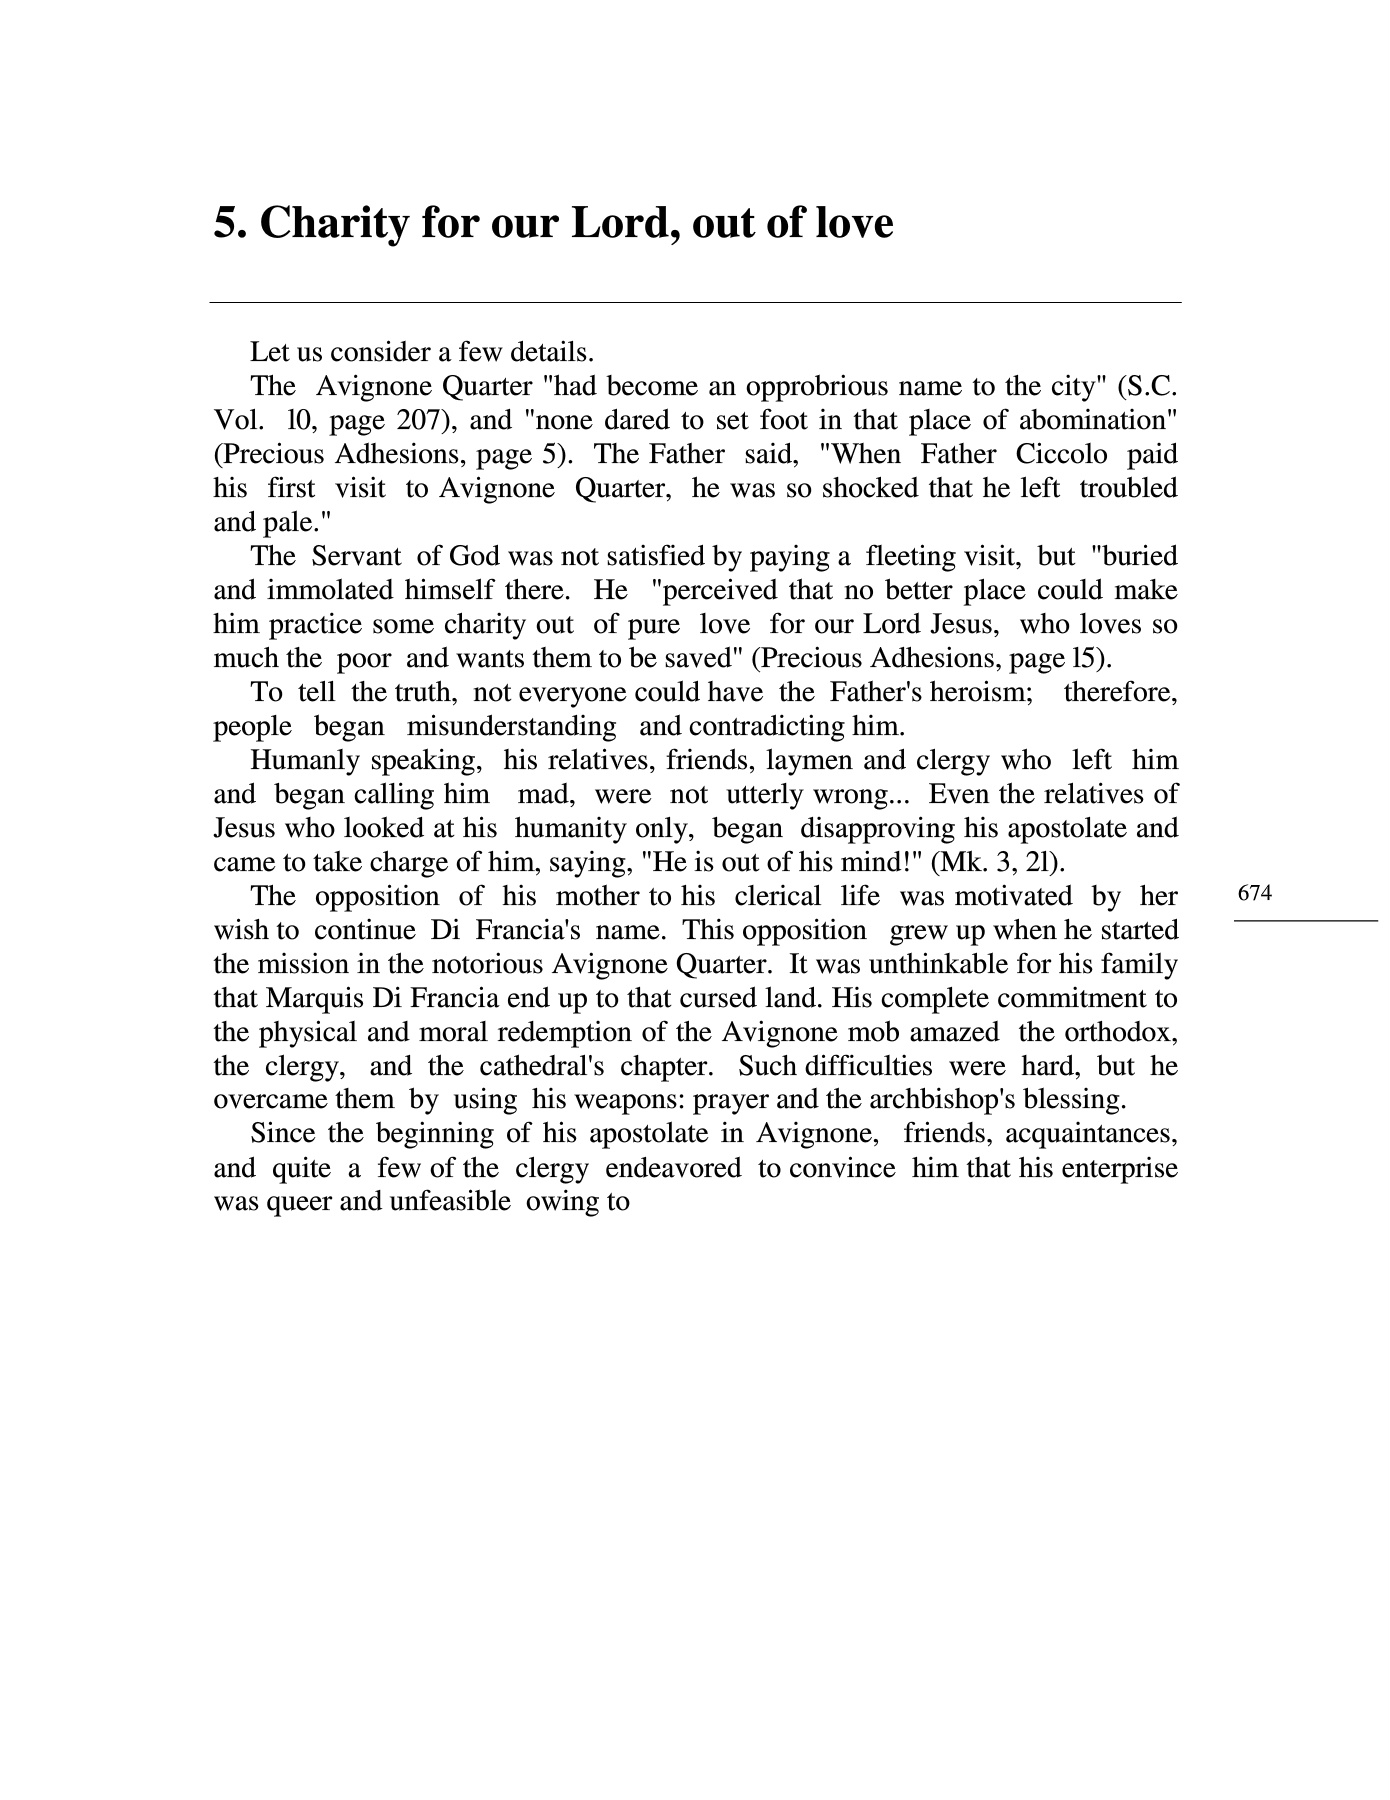 5. Charity for our Lord, out of love
Let us consider a few details.
The Avignone Quarter "had become an opprobrious name to the city" (S.C.
Vol. l0, page 207), and "none dared to set foot in that place of abomination"
(Precious Adhesions, page 5). The Father said, "When Father Ciccolo paid
his first visit to Avignone Quarter, he was so shocked that he left troubled
and pale."
The Servant of God was not satisfied by paying a fleeting visit, but "buried
and immolated himself there. He "perceived that no better place could make
him practice some charity out of pure love for our Lord Jesus, who loves so
much the poor and wants them to be saved" (Precious Adhesions, page l5).
To tell the truth, not everyone could have the Father's heroism; therefore,
people began misunderstanding and contradicting him.
Humanly speaking, his relatives, friends, laymen and clergy who left him
and began calling him mad, were not utterly wrong... Even the relatives of
Jesus who looked at his humanity only, began disapproving his apostolate and
came to take charge of him, saying, "He is out of his mind!" (Mk. 3, 2l).
The opposition of his mother to his clerical life was motivated by her
wish to continue Di Francia's name. This opposition grew up when he started
the mission in the notorious Avignone Quarter. It was unthinkable for his family
that Marquis Di Francia end up to that cursed land. His complete commitment to
the physical and moral redemption of the Avignone mob amazed the orthodox,
the clergy, and the cathedral's chapter. Such difficulties were hard, but he
overcame them by using his weapons: prayer and the archbishop's blessing.
Since the beginning of his apostolate in Avignone, friends, acquaintances,
and quite a few of the clergy endeavored to convince him that his enterprise
was queer and unfeasible owing to
674